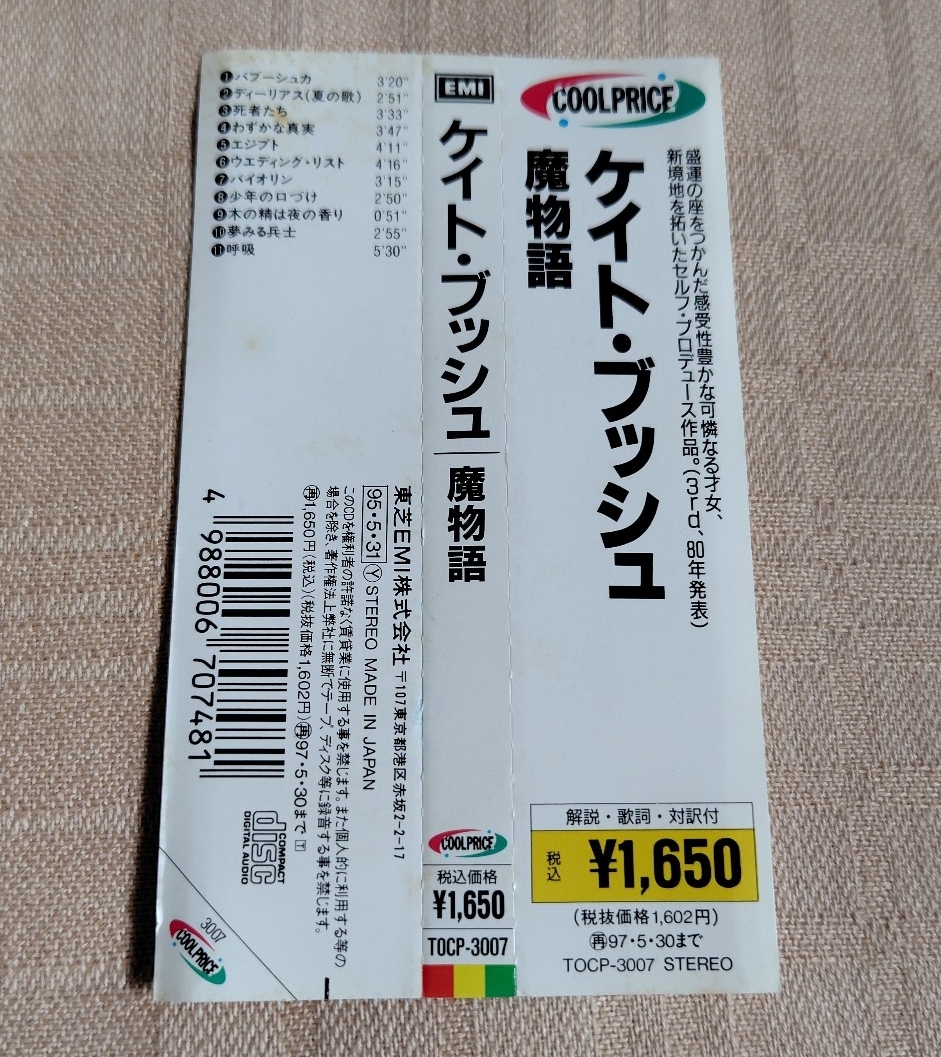 ❶バブーシュカ 3'20"
❷ディーリアス(夏の歌) 2'51"
❸死者たち 3'33"
❹わずかな真実 3'47"
❺エジプト 4'11"
❻ウエディング・リスト 4'16"
❼バイオリン 3'15"
❽少年の口づけ 2'50"
❾木の精は夜の香り 0'51"
❿夢みる兵士 2'55"
⓫呼吸 5'30"
東芝EMI株式会社 〒107東京都港区赤坂2-2-17
95・5・31 Ⓨ STEREO MADE IN JAPAN
このCDを権利者の許諾なく賃貸業に使用する事を禁じます。また個人的に利用する等の
場合を除き、著作権法上弊社に無断でテープ、ディスク等に録音する事を禁じます。
㊢1,650円(税込)(税抜価格1,602円)㊢97・5・30まで 🅃
4 988006 707481
COMPACT
disc
DIGITAL AUDIO
3007
COOLPRICE
EMI
ケイト・ブッシュ
魔物語
COOLPRICE
税込価格
¥1,650
TOCP-3007
COOLPRICE
盛運の座をつかんだ感受性豊かな可憐なる才女、
新境地を拓いたセルフ・プロデュース作品。(3rd、80年発表)
ケイト・ブッシュ
魔物語
解説・歌詞・対訳付
税込 ¥1,650
(税抜価格1,602円)
㊢97・5・30まで
TOCP-3007 STEREO